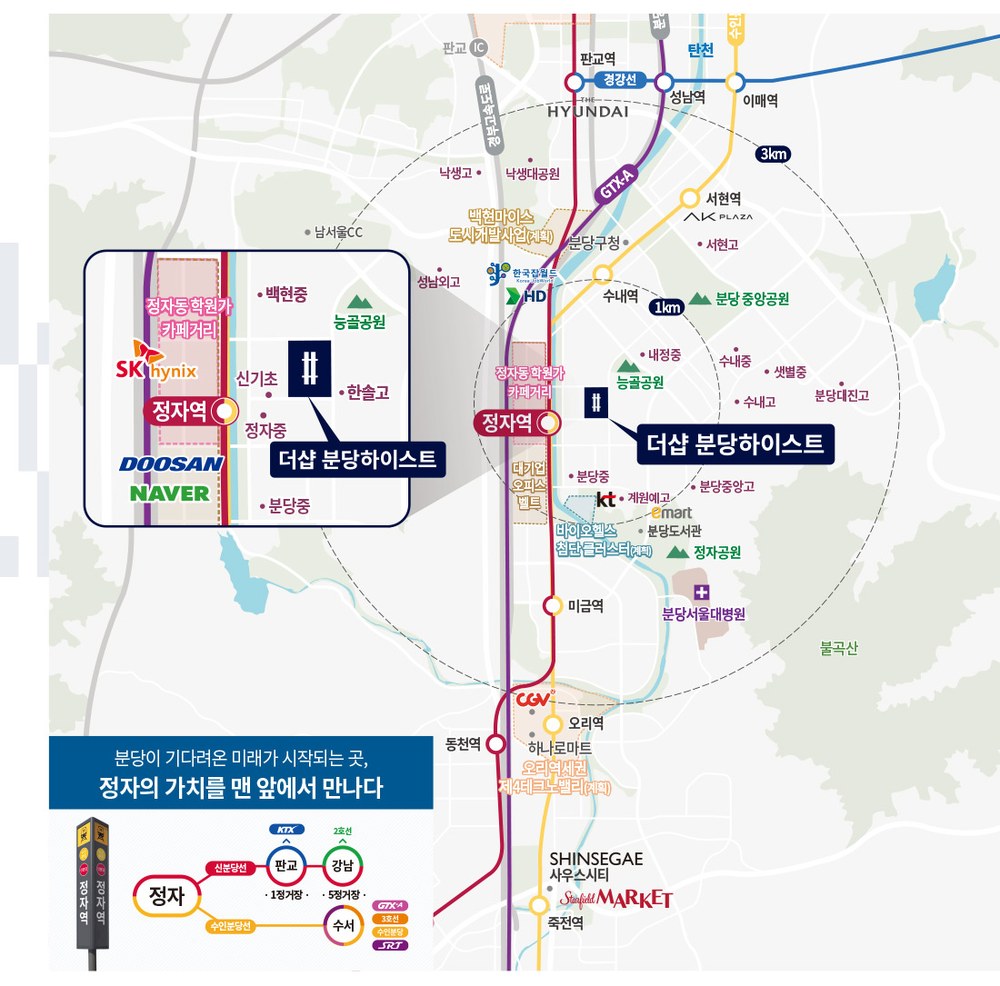 판교 IC
경부고속도로
분당
수인
탄천
판교역
경강선
성남역
이매역
THE
HYUNDAI
3km
낙생고
낙생대공원
GTX-A
서현역
AK PLAZA
백현마이스
도시개발사업(계획)
분당구청
서현고
남서울CC
성남외고
한국잡월드
Korea JobWorld
HD
수내역
1km
분당 중앙공원
정자동 학원가
카페거리
백현중
능골공원
SK hynix
신기초
한솔고
정자역
정자중
더샵 분당하이스트
DOOSAN
NAVER
분당중
정자동 학원가
카페거리
내정중
능골공원
수내중
샛별중
수내고
분당대진고
정자역
더샵 분당하이스트
대기업
오피스
벨트
분당중
kt
계원예고
분당중앙고
emart
분당도서관
바이오헬스
첨단 클러스터(계획)
정자공원
미금역
분당서울대병원
불곡산
CGV
오리역
동천역
하나로마트
오리역세권
제4테크노밸리(계획)
SHINSEGAE
사우스시티
Starfield MARKET
죽전역
분당이 기다려온 미래가 시작되는 곳,
정자의 가치를 맨 앞에서 만나다
정자역
정자역
정자
신분당선
KTX
판교
· 1정거장 ·
2호선
강남
· 5정거장 ·
수인분당선
수서
GTX-A
3호선
수인분당
SRT